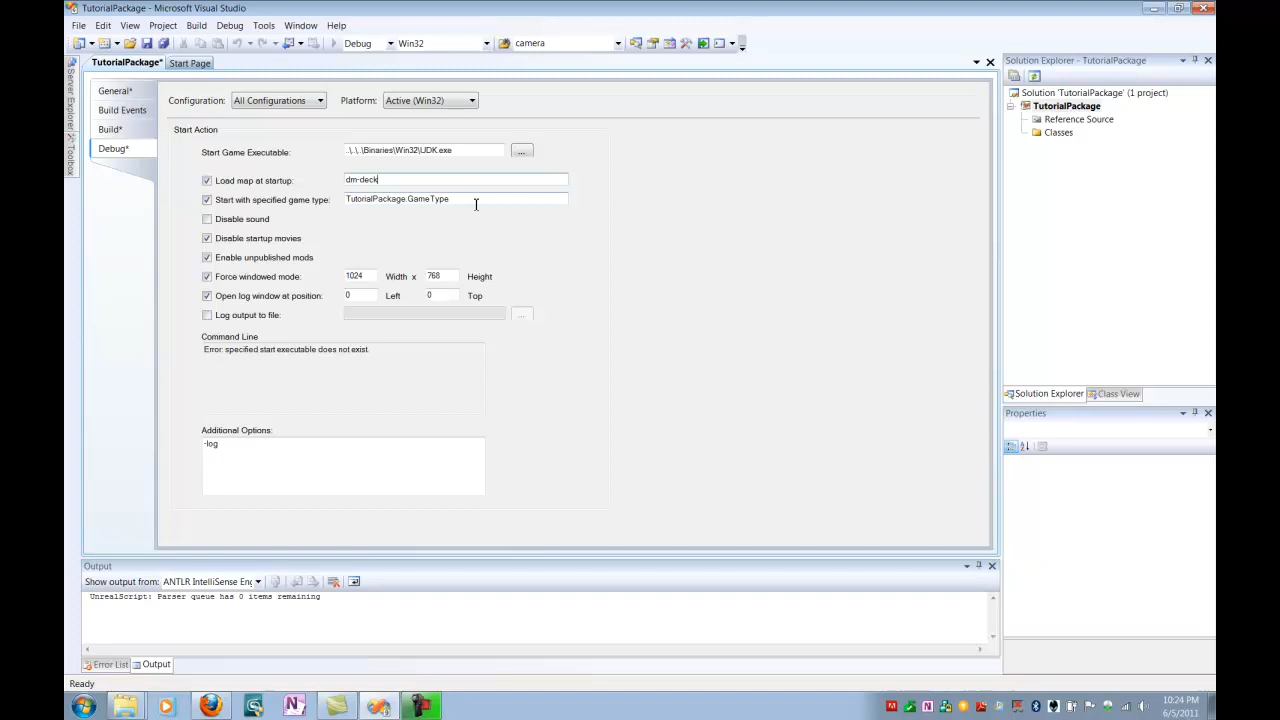 TutorialPackage - Microsoft Visual Studio
File Edit View Project Build Debug Tools Window Help
Debug Win32 camera
TutorialPackage* Start Page
Server Explorer
Toolbox
General*
Build Events
Build*
Debug*
Configuration: All Configurations Platform: Active (Win32)
Start Action
Start Game Executable: ..\..\..\Binaries\Win32\UDK.exe ...
Load map at startup: dm-deck
Start with specified game type: TutorialPackage.GameType
Disable sound
Disable startup movies
Enable unpublished mods
Force windowed mode: 1024 Width x 768 Height
Open log window at position: 0 Left 0 Top
Log output to file: ...
Command Line
Error: specified start executable does not exist.
Additional Options:
-log
Solution Explorer - TutorialPackage
Solution 'TutorialPackage' (1 project)
TutorialPackage
Reference Source
Classes
Solution Explorer Class View
Properties
Output
Show output from: ANTLR IntelliSense Eng
UnrealScript: Parser queue has 0 items remaining
Error List Output
Ready
10:24 PM
6/5/2011